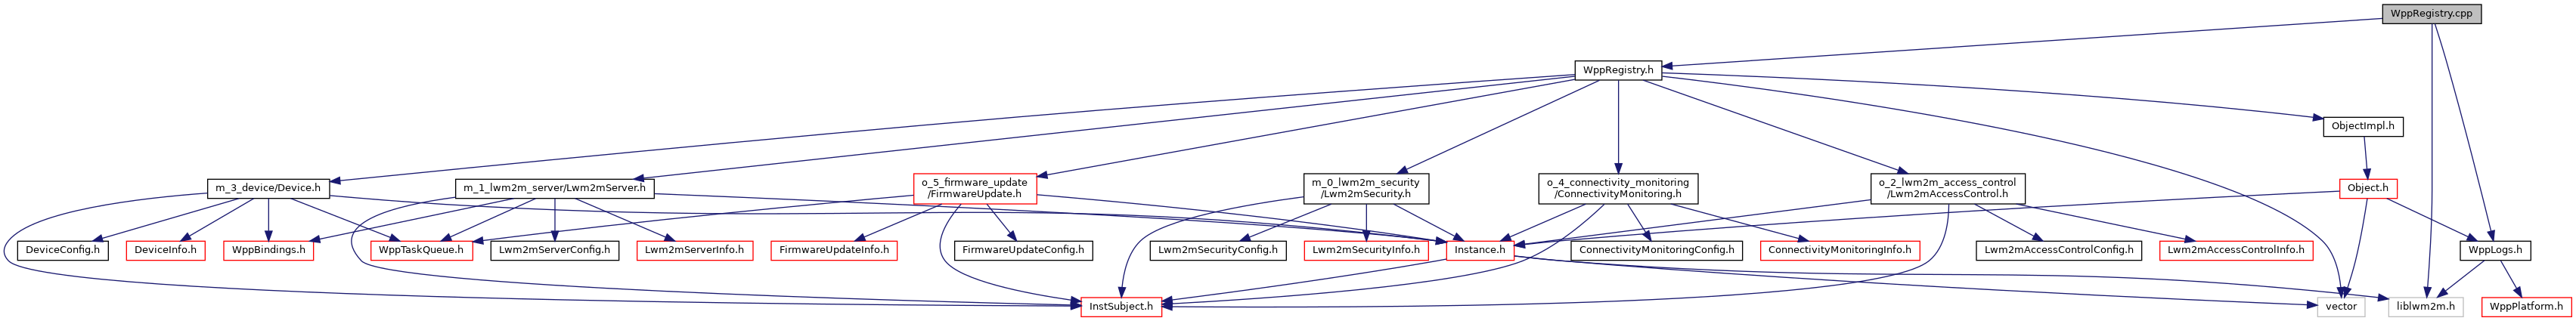 WppRegistry.cpp
WppRegistry.h
ObjectImpl.h
m_3_device/Device.h
m_1_lwm2m_server/Lwm2mServer.h
o_5_firmware_update
/FirmwareUpdate.h
m_0_lwm2m_security
/Lwm2mSecurity.h
o_4_connectivity_monitoring
/ConnectivityMonitoring.h
o_2_lwm2m_access_control
/Lwm2mAccessControl.h
Object.h
DeviceConfig.h
DeviceInfo.h
WppBindings.h
WppTaskQueue.h
Lwm2mServerConfig.h
Lwm2mServerInfo.h
FirmwareUpdateInfo.h
FirmwareUpdateConfig.h
Lwm2mSecurityConfig.h
Lwm2mSecurityInfo.h
Instance.h
ConnectivityMonitoringConfig.h
ConnectivityMonitoringInfo.h
Lwm2mAccessControlConfig.h
Lwm2mAccessControlInfo.h
WppLogs.h
InstSubject.h
vector
liblwm2m.h
WppPlatform.h